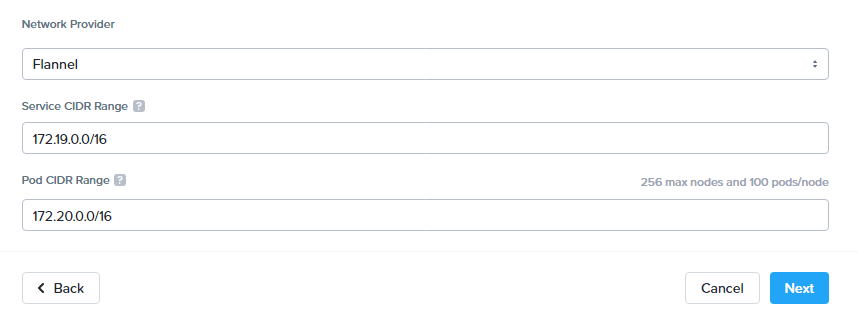 Network Provider
Flannel
Service CIDR Range ?
172.19.0.0/16
Pod CIDR Range ?
256 max nodes and 100 pods/node
172.20.0.0/16
Back
Cancel
Next